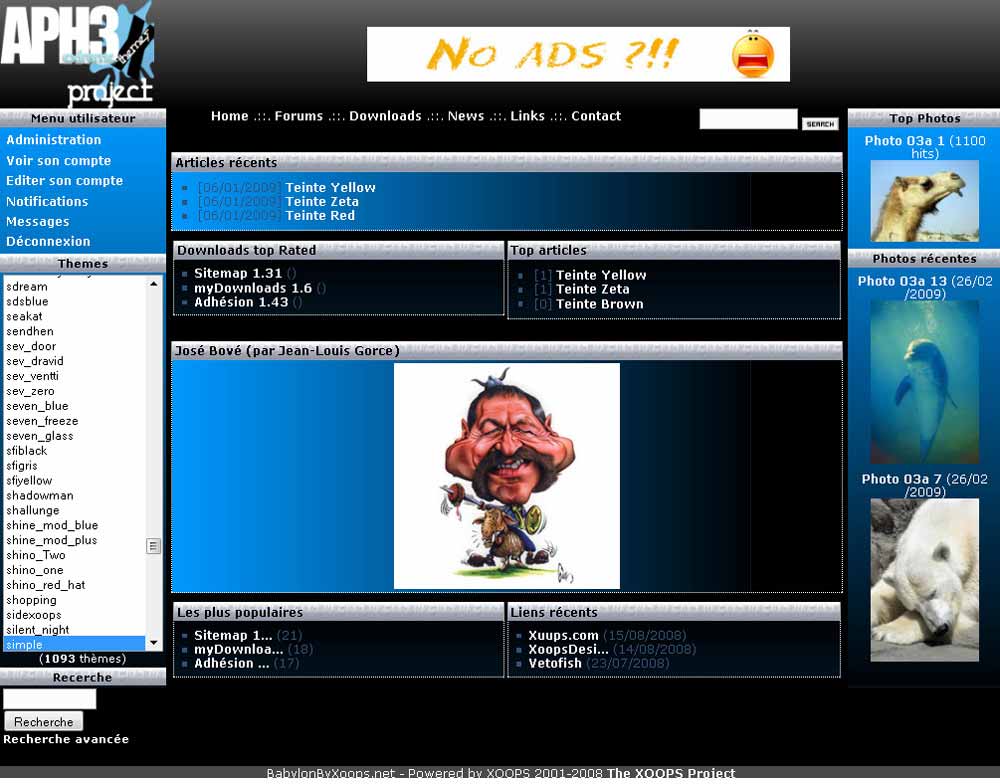 APH3
xoops themes
project
No ADS ?!!
Home .::. Forums .::. Downloads .::. News .::. Links .::. Contact
SEARCH
Menu utilisateur
Administration
Voir son compte
Editer son compte
Notifications
Messages
Déconnexion
Themes
sdream
sdsblue
seakat
sendhen
sev_door
sev_dravid
sev_ventti
sev_zero
seven_blue
seven_freeze
seven_glass
sfiblack
sfigris
sfiyellow
shadowman
shallunge
shine_mod_blue
shine_mod_plus
shino_Two
shino_one
shino_red_hat
shopping
sidexoops
silent_night
simple
(1093 thèmes)
Recerche
Recherche
Recherche avancée
Articles récents
[06/01/2009] Teinte Yellow
[06/01/2009] Teinte Zeta
[06/01/2009] Teinte Red
Downloads top Rated
Sitemap 1.31 ()
myDownloads 1.6 ()
Adhésion 1.43 ()
Top articles
[1] Teinte Yellow
[1] Teinte Zeta
[0] Teinte Brown
José Bové (par Jean-Louis Gorce)
Les plus populaires
Sitemap 1... (21)
myDownloa... (18)
Adhésion ... (17)
Liens récents
Xuups.com (15/08/2008)
XoopsDesi... (14/08/2008)
Vetofish (23/07/2008)
Top Photos
Photo 03a 1 (1100
hits)
Photos récentes
Photo 03a 13 (26/02
/2009)
Photo 03a 7 (26/02
/2009)
BabylonByXoops.net - Powered by XOOPS 2001-2008 The XOOPS Project